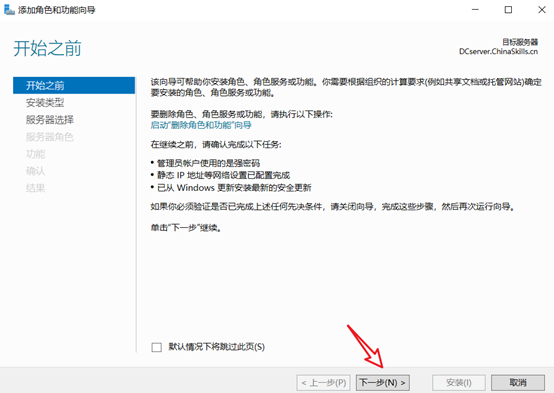 添加角色和功能向导
开始之前
目标服务器
DCserver.ChinaSkills.cn
开始之前
安装类型
服务器选择
服务器角色
功能
确认
结果
该向导可帮助你安装角色、角色服务或功能。你需要根据组织的计算要求(例如共享文档或托管网站)确定
要安装的角色、角色服务或功能。
要删除角色、角色服务或功能，请执行以下操作:
启动"删除角色和功能"向导
在继续之前，请确认完成以下任务:
• 管理员帐户使用的是强密码
• 静态 IP 地址等网络设置已配置完成
• 已从 Windows 更新安装最新的安全更新
如果你必须验证是否已完成上述任何先决条件，请关闭向导，完成这些步骤，然后再次运行向导。
单击"下一步"继续。
默认情况下将跳过此页(S)
< 上一步(P) 下一步(N) > 安装(I) 取消